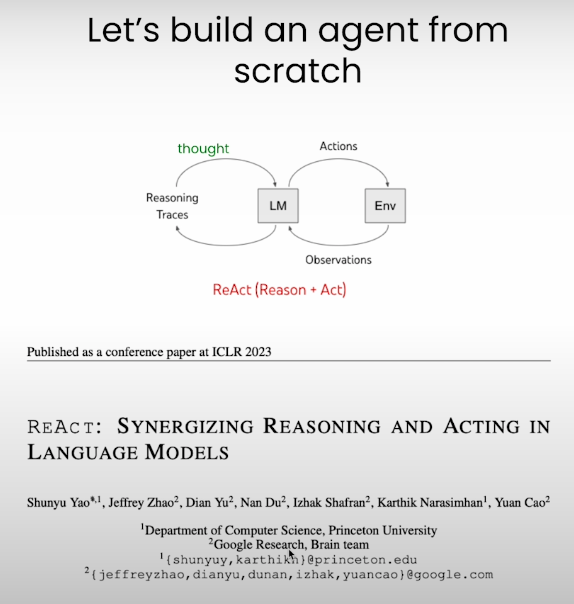 Let's build an agent from
scratch
thought
Actions
Reasoning
Traces
LM
Env
Observations
ReAct (Reason + Act)
Published as a conference paper at ICLR 2023
REACT: SYNERGIZING REASONING AND ACTING IN
LANGUAGE MODELS
Shunyu Yao*,1, Jeffrey Zhao2, Dian Yu2, Nan Du2, Izhak Shafran2, Karthik Narasimhan1, Yuan Cao2
1Department of Computer Science, Princeton University
2Google Research, Brain team
1{shunyuy,karthikn}@princeton.edu
2{jeffreyzhao,dianyu,dunan,izhak,yuancao}@google.com